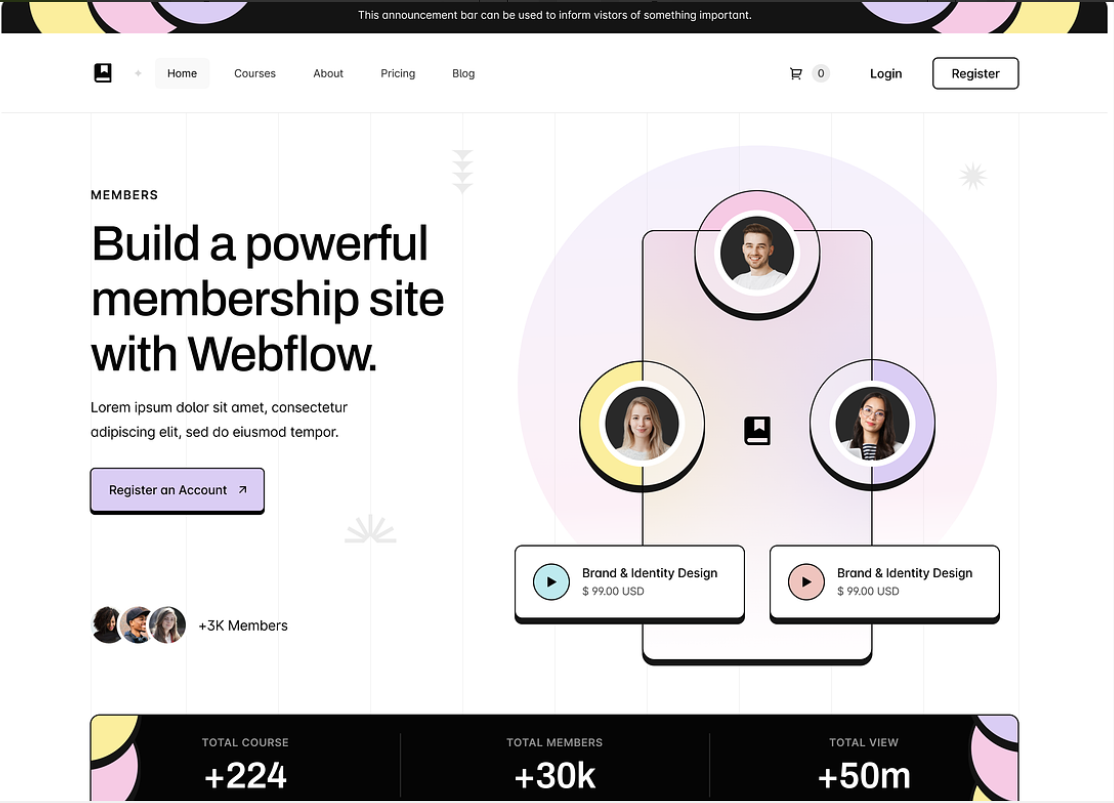 This announcement bar can be used to inform vistors of something important.
Home Courses About Pricing Blog 0 Login Register
MEMBERS
Build a powerful
membership site
with Webflow.
Lorem ipsum dolor sit amet, consectetur
adipiscing elit, sed do eiusmod tempor.
Register an Account
+3K Members
Brand & Identity Design
$ 99.00 USD
Brand & Identity Design
$ 99.00 USD
TOTAL COURSE
+224
TOTAL MEMBERS
+30k
TOTAL VIEW
+50m